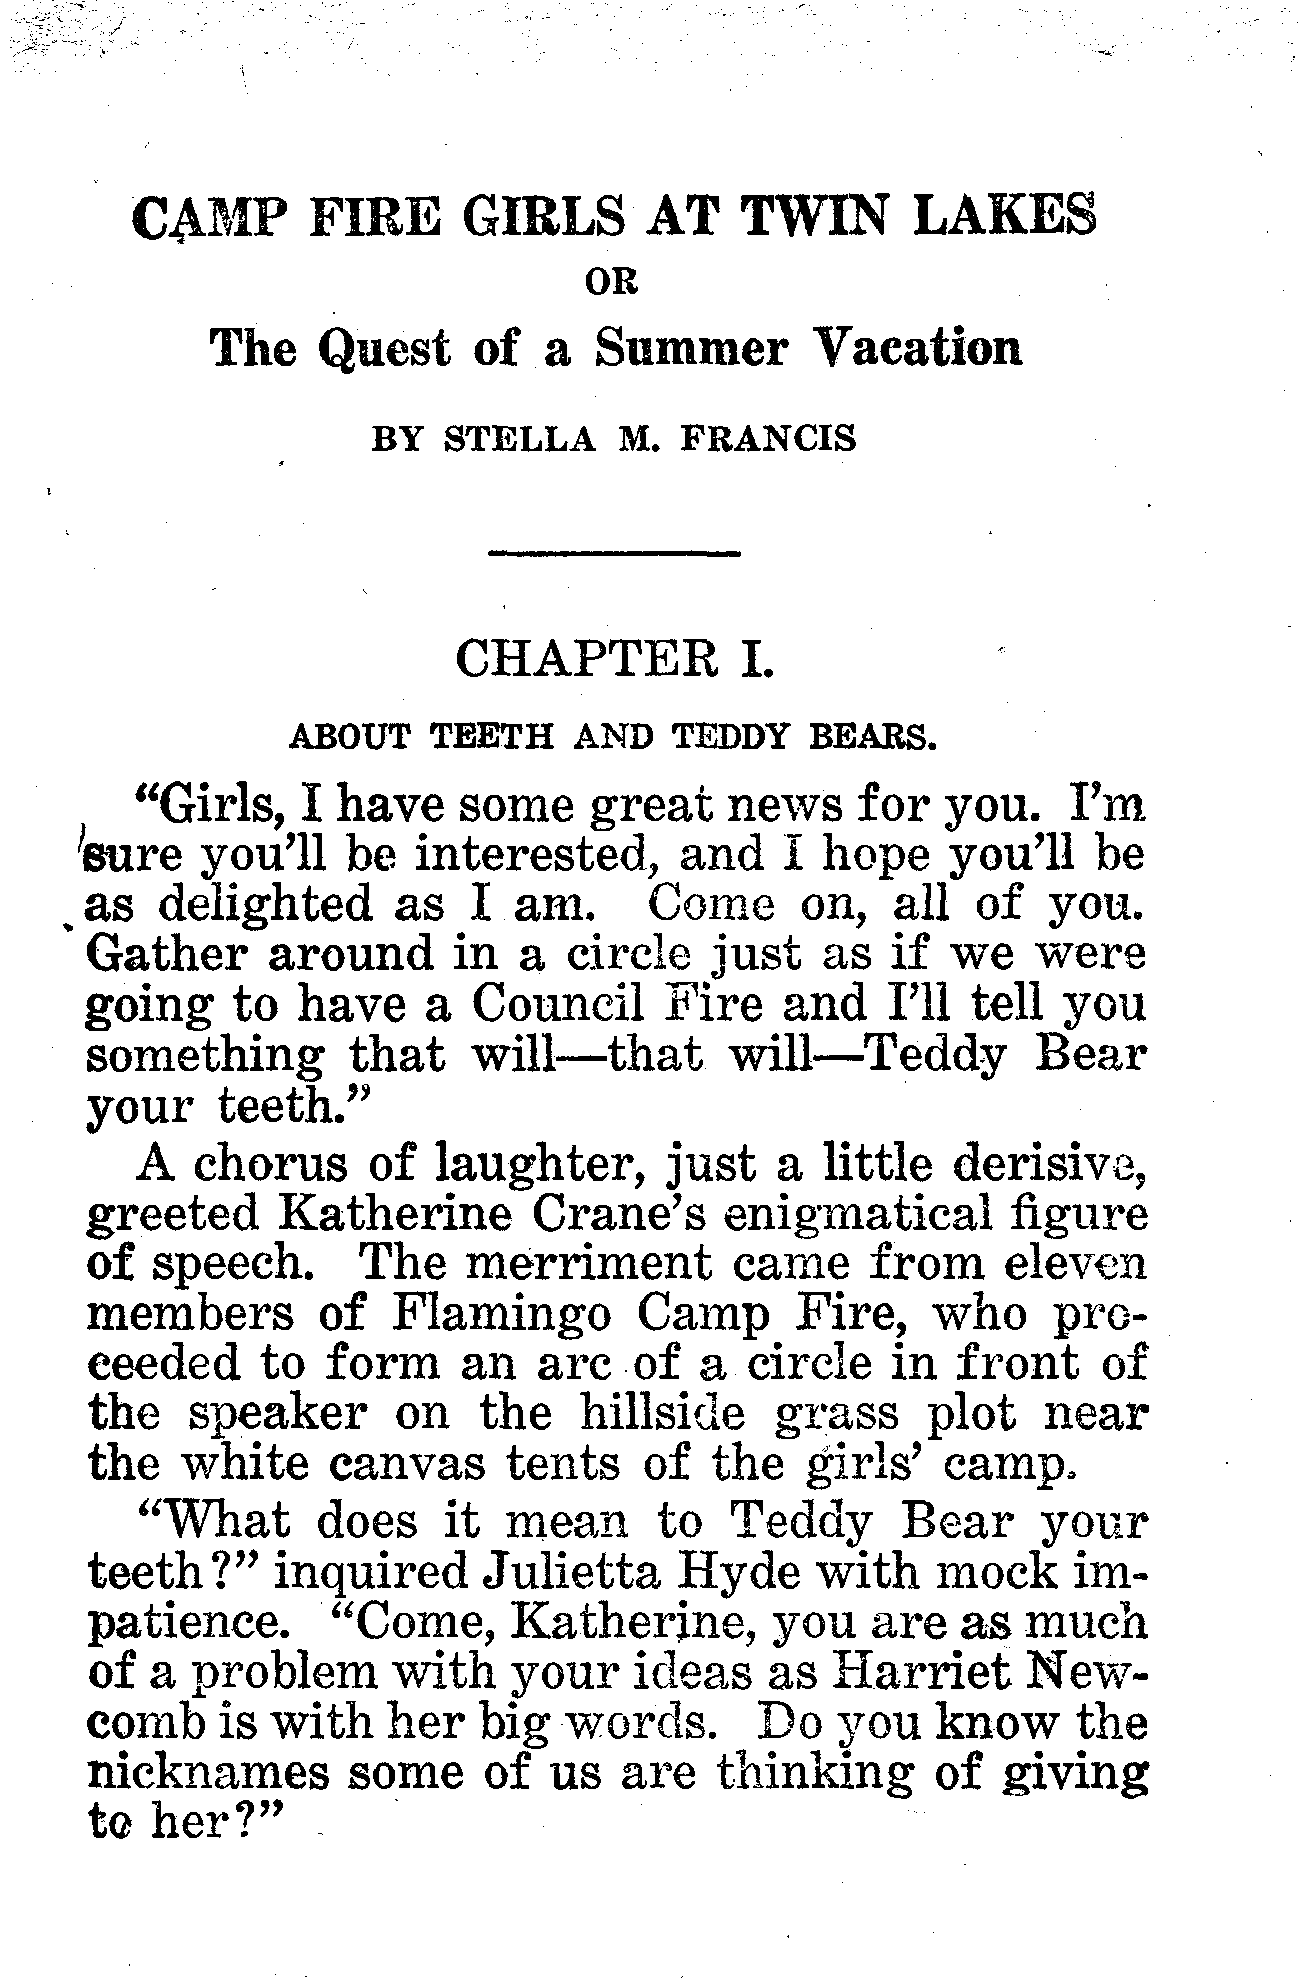 CAMP FIRE GIRLS AT TWIN LAKES
OR
The Quest of a Summer Vacation
BY STELLA M. FRANCIS
CHAPTER I.
ABOUT TEETH AND TEDDY BEARS.
“Girls, I have some great news for you. I’m
sure you’ll be interested, and I hope you’ll be
as delighted as I am. Come on, all of you.
Gather around in a circle just as if we were
going to have a Council Fire and I’ll tell you
something that will—that will—Teddy Bear
your teeth.”
A chorus of laughter, just a little derisive,
greeted Katherine Crane’s enigmatical figure
of speech. The merriment came from eleven
members of Flamingo Camp Fire, who pro-
ceeded to form an arc of a circle in front of
the speaker on the hillside grass plot near
the white canvas tents of the girls’ camp.
“What does it mean to Teddy Bear your
teeth?” inquired Julietta Hyde with mock im-
patience. “Come, Katherine, you are as much
of a problem with your ideas as Harriet New-
comb is with her big words. Do you know the
nicknames some of us are thinking of giving
to her?”